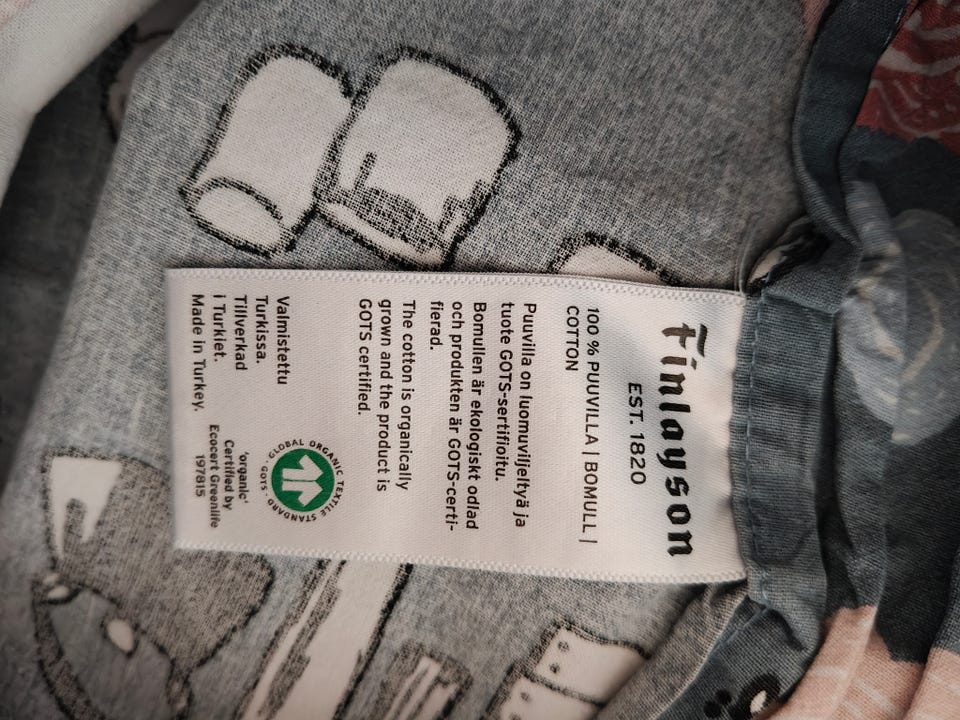 Finlayson
EST. 1820
100 % PUUVILLA | BOMULL |
COTTON
Puuvilla on luomuviljeltyä ja
tuote GOTS-sertifioitu.
Bomullen är ekologiskt odlad
och produkten är GOTS-certi-
fierad.
The cotton is organically
grown and the product is
GOTS certified.
Valmistettu
Turkissa.
Tillverkad
i Turkiet.
Made in Turkey.
GLOBAL ORGANIC TEXTILE STANDARD · GOTS ·
'organic'
Certified by
Ecocert Greenlife
197815